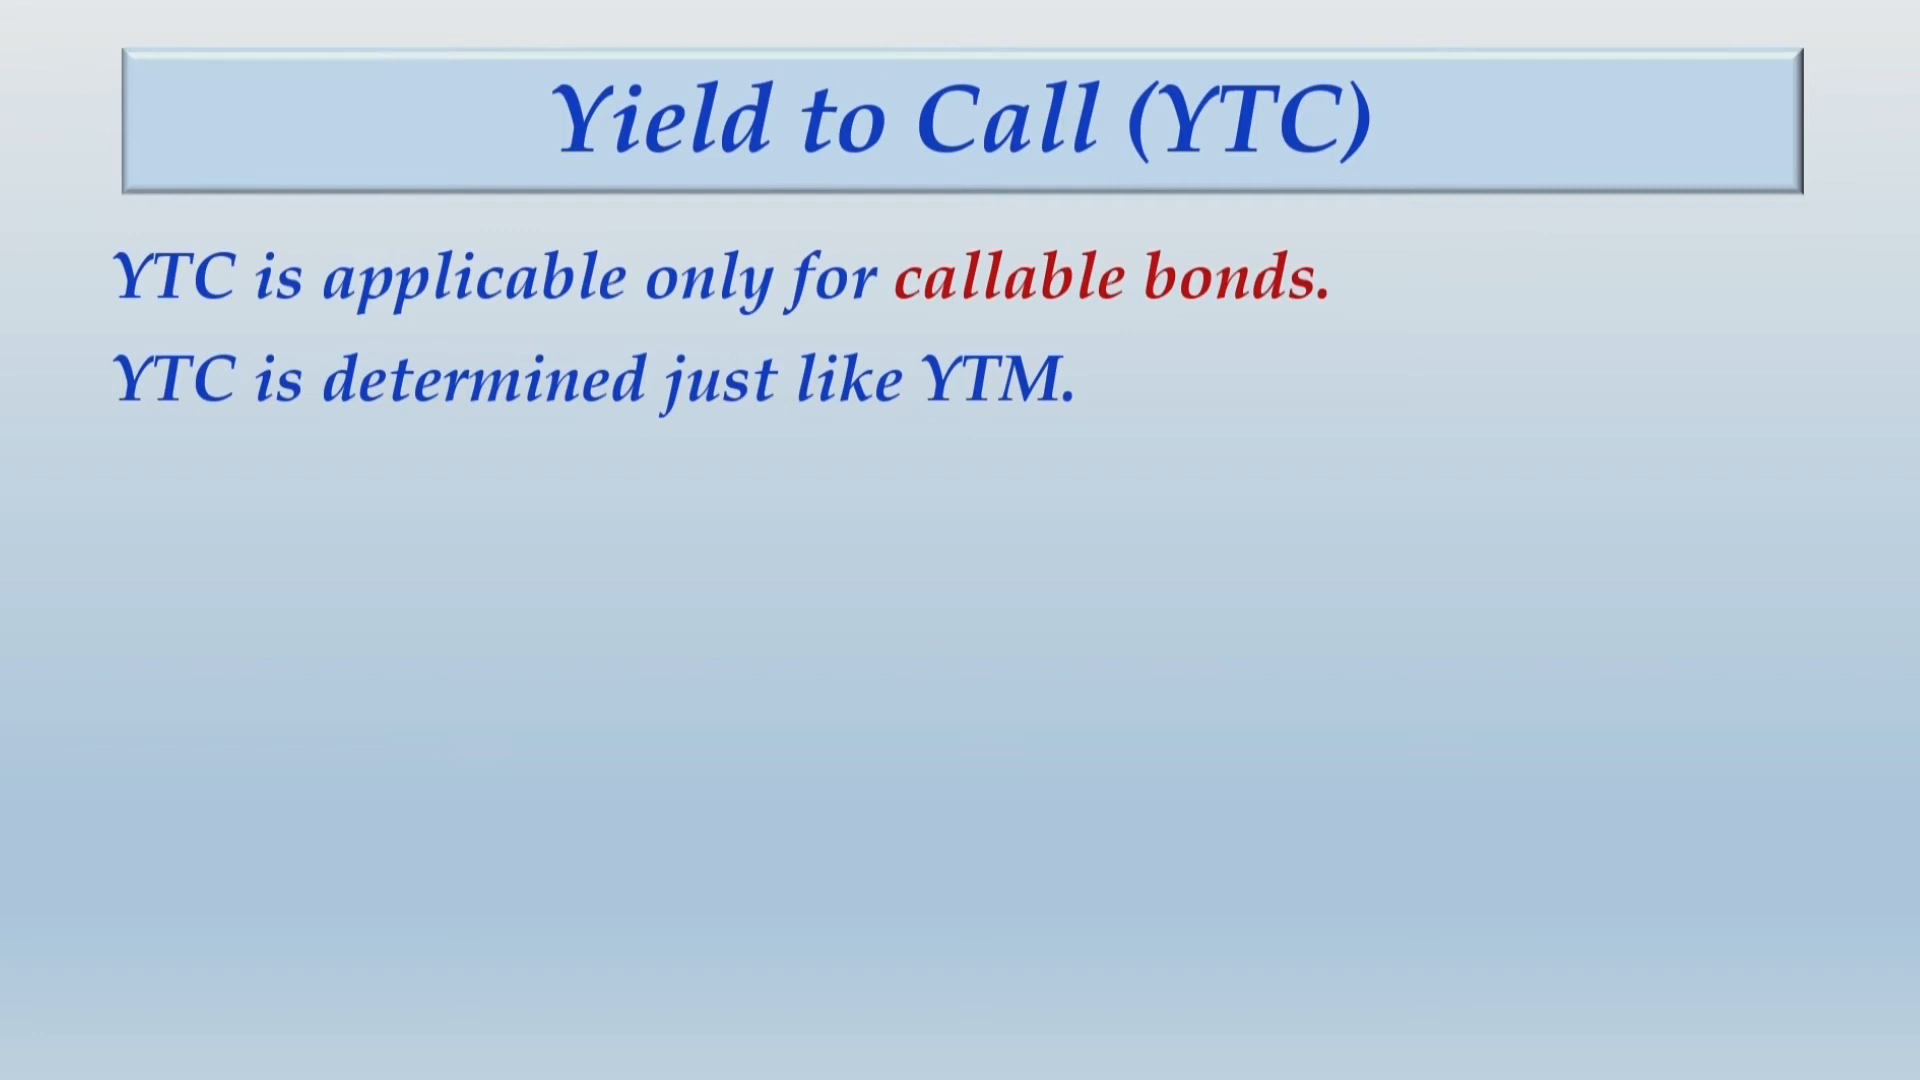 Yield to Call (YTC)
YTC is applicable only for callable bonds.
YTC is determined just like YTM.